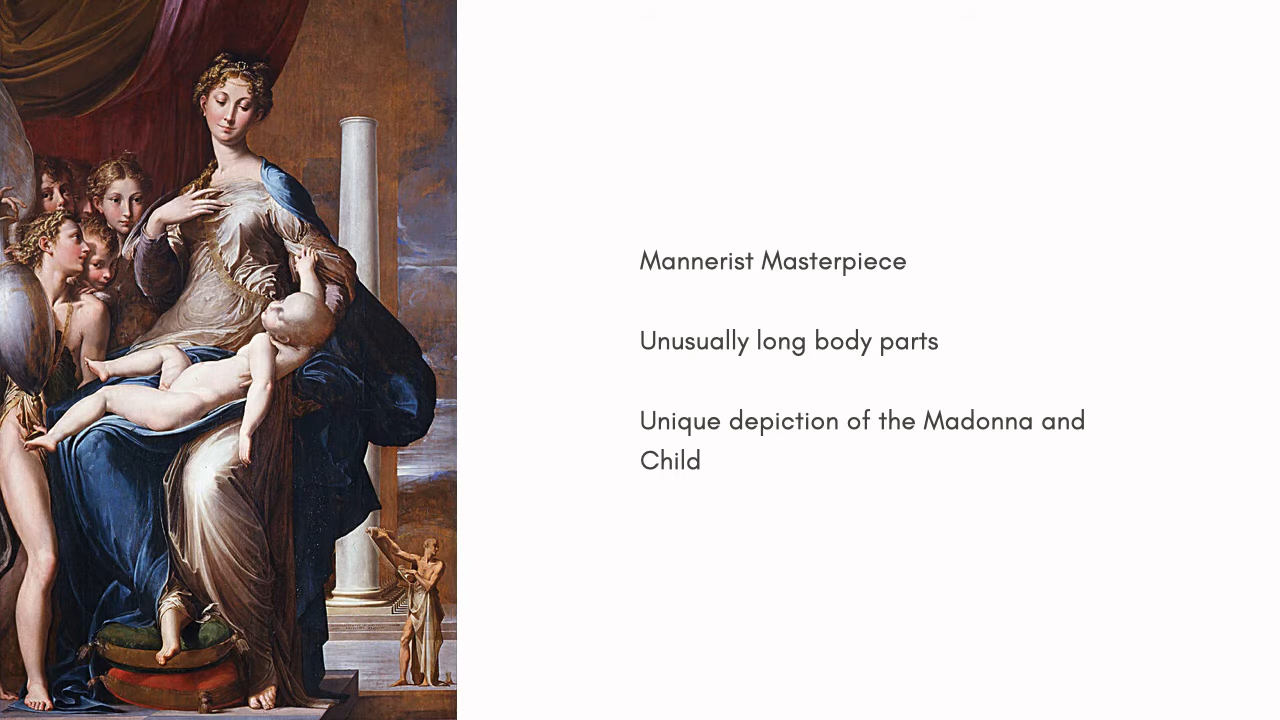 Mannerist Masterpiece
Unusually long body parts
Unique depiction of the Madonna and
Child